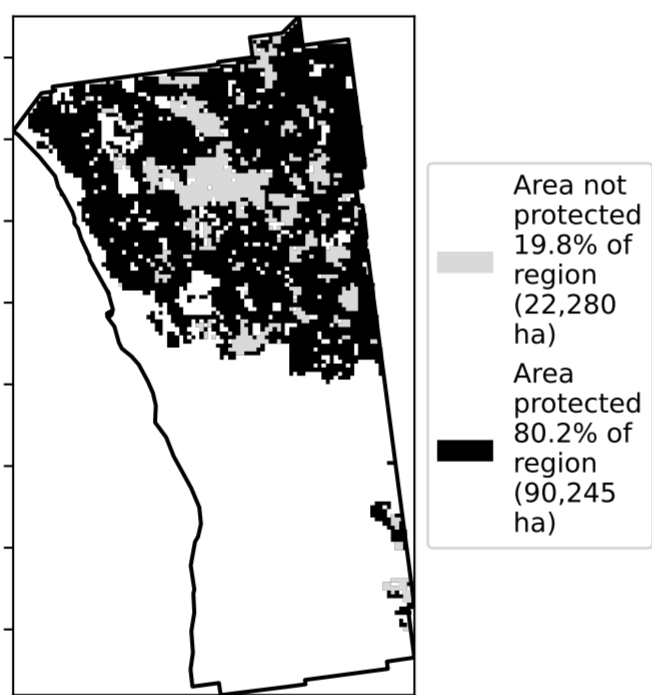 Area not
protected
19.8% of
region
(22,280
ha)
Area
protected
80.2% of
region
(90,245
ha)